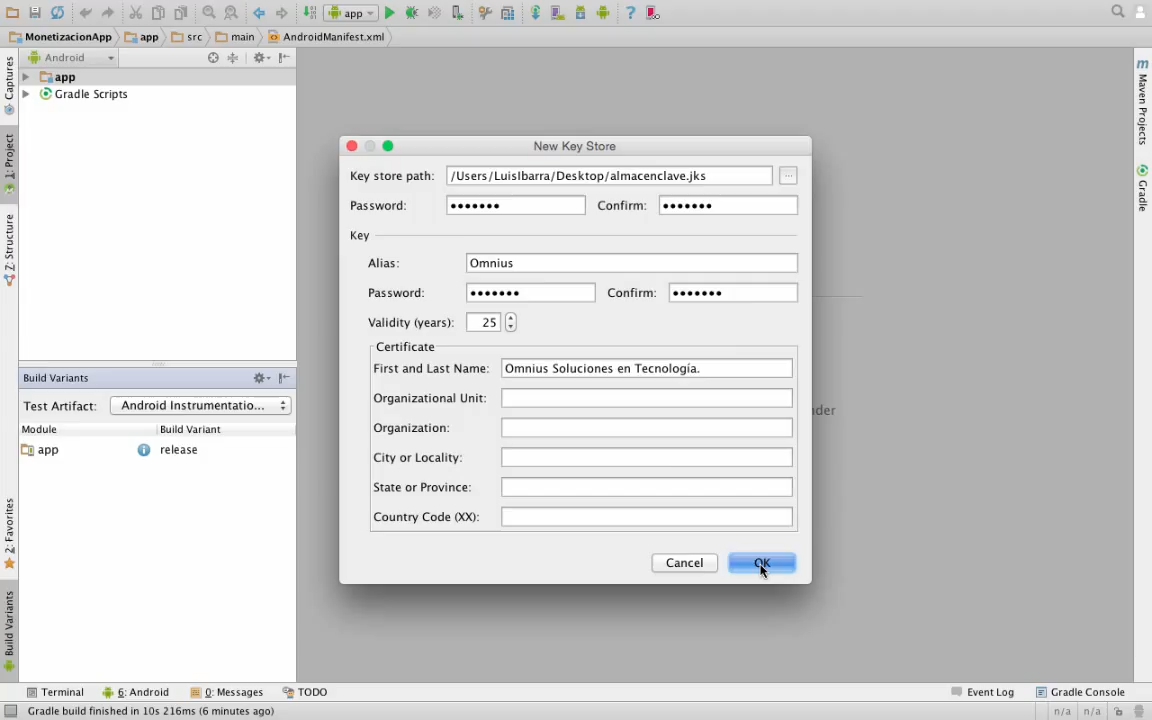 app
MonetizacionApp app src main AndroidManifest.xml
Captures
1: Project
Z: Structure
2: Favorites
Build Variants
Android
app
Gradle Scripts
Build Variants
Test Artifact: Android Instrumentatio...
Module Build Variant
app release
New Key Store
Key store path: /Users/LuisIbarra/Desktop/almacenclave.jks ...
Password: ••••••• Confirm: •••••••
Key
Alias: Omnius
Password: ••••••• Confirm: •••••••
Validity (years): 25
Certificate
First and Last Name: Omnius Soluciones en Tecnología.
Organizational Unit:
Organization:
City or Locality:
State or Province:
Country Code (XX):
Cancel OK
m Maven Projects
Gradle
Terminal 6: Android 0: Messages TODO Event Log Gradle Console
Gradle build finished in 10s 216ms (6 minutes ago) n/a n/a